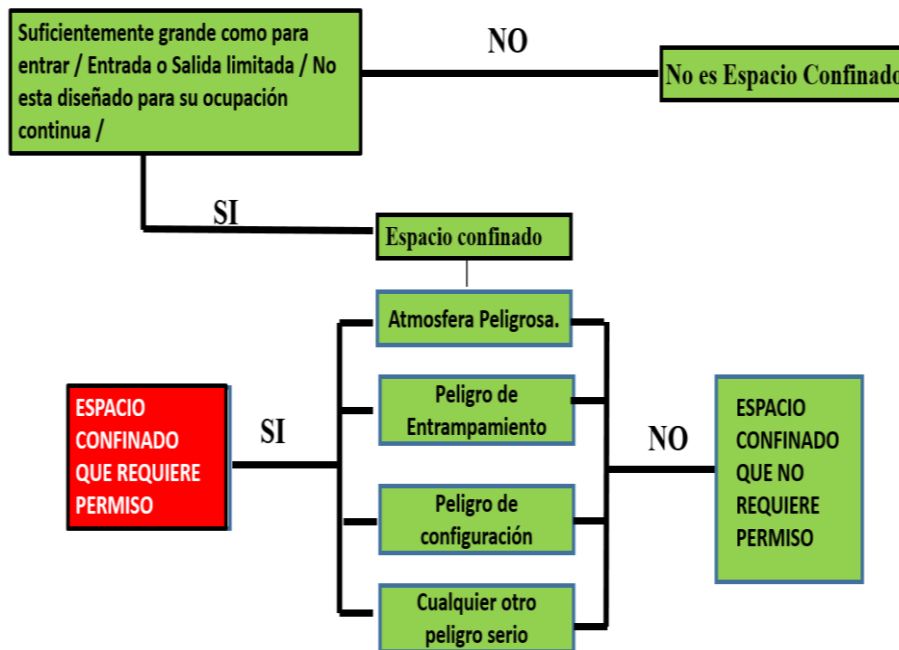 Suficientemente grande como para
entrar / Entrada o Salida limitada / No
esta diseñado para su ocupación
continua /
NO
No es Espacio Confinado
SI
Espacio confinado
Atmosfera Peligrosa.
Peligro de
Entrampamiento
ESPACIO
CONFINADO
QUE REQUIERE
PERMISO
SI
NO
ESPACIO
CONFINADO
QUE NO
REQUIERE
PERMISO
Peligro de
configuración
Cualquier otro
peligro serio